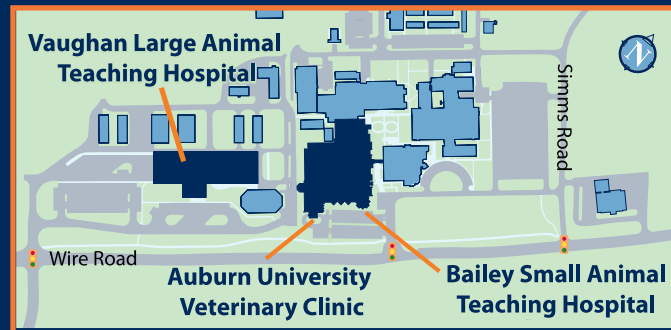 Vaughan Large Animal
Teaching Hospital
N
Simms Road
Wire Road
Auburn University
Veterinary Clinic
Bailey Small Animal
Teaching Hospital